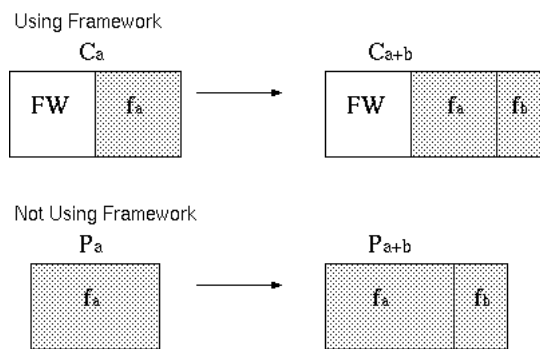 Using Framework
Ca Ca+b
FW fa FW fa fb
Not Using Framework
Pa Pa+b
fa fa fb